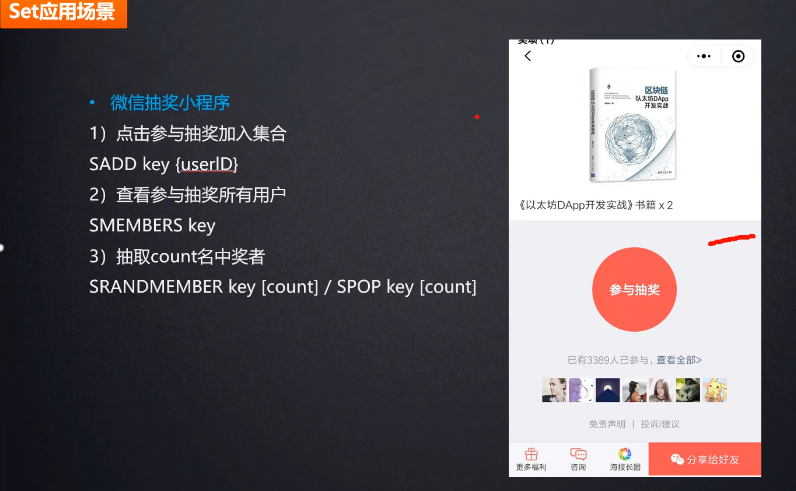 Set应用场景
• 微信抽奖小程序
1）点击参与抽奖加入集合
SADD key {userlD}
2）查看参与抽奖所有用户
SMEMBERS key
3）抽取count名中奖者
SRANDMEMBER key [count] / SPOP key [count]
区块链
以太坊DApp
开发实战
《以太坊DApp开发实战》书籍 x 2
参与抽奖
已有3389人已参与，查看全部>
免责声明 | 投诉/建议
更多福利
咨询
海报长图
分享给好友